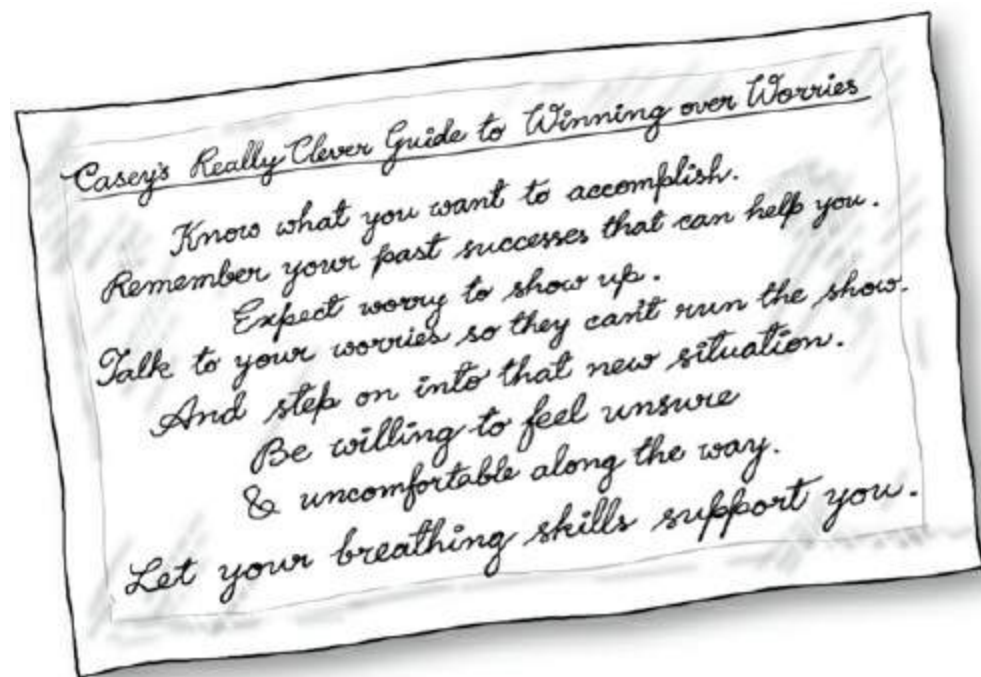 Casey's Really Clever Guide to Winning over Worries
Know what you want to accomplish.
Remember your past successes that can help you.
Expect worry to show up.
Talk to your worries so they can't run the show.
And step on into that new situation.
Be willing to feel unsure
& uncomfortable along the way.
Let your breathing skills support you.